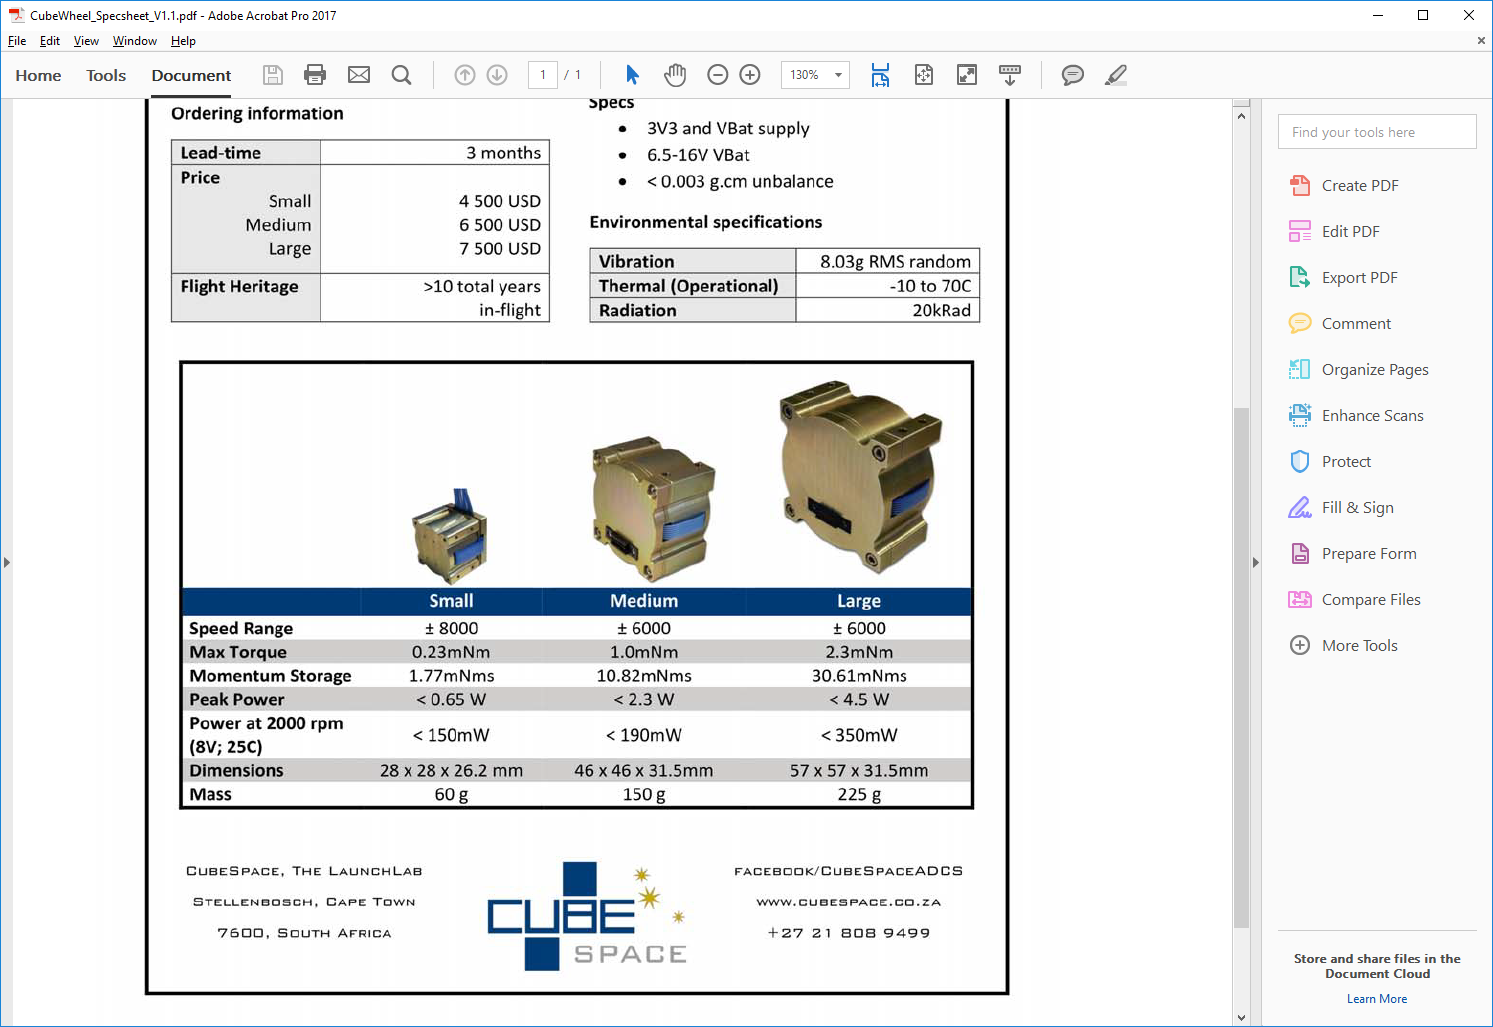 CubeWheel_Specsheet_V1.1.pdf - Adobe Acrobat Pro 2017
File Edit View Window Help
Home Tools Document 1 / 1 130%
Ordering information
Lead-time 3 months
Price
Small 4 500 USD
Medium 6 500 USD
Large 7 500 USD
Flight Heritage >10 total years
in-flight
Specs
• 3V3 and VBat supply
• 6.5-16V VBat
• < 0.003 g.cm unbalance
Environmental specifications
Vibration 8.03g RMS random
Thermal (Operational) -10 to 70C
Radiation 20kRad
Small Medium Large
Speed Range ± 8000 ± 6000 ± 6000
Max Torque 0.23mNm 1.0mNm 2.3mNm
Momentum Storage 1.77mNms 10.82mNms 30.61mNms
Peak Power < 0.65 W < 2.3 W < 4.5 W
Power at 2000 rpm
(8V; 25C) < 150mW < 190mW < 350mW
Dimensions 28 x 28 x 26.2 mm 46 x 46 x 31.5mm 57 x 57 x 31.5mm
Mass 60 g 150 g 225 g
CubeSpace, The LaunchLab
Stellenbosch, Cape Town
7600, South Africa
CUBE
SPACE
facebook/CubeSpaceADCS
www.cubespace.co.za
+27 21 808 9499
Find your tools here
Create PDF
Edit PDF
Export PDF
Comment
Organize Pages
Enhance Scans
Protect
Fill & Sign
Prepare Form
Compare Files
More Tools
Store and share files in the
Document Cloud
Learn More